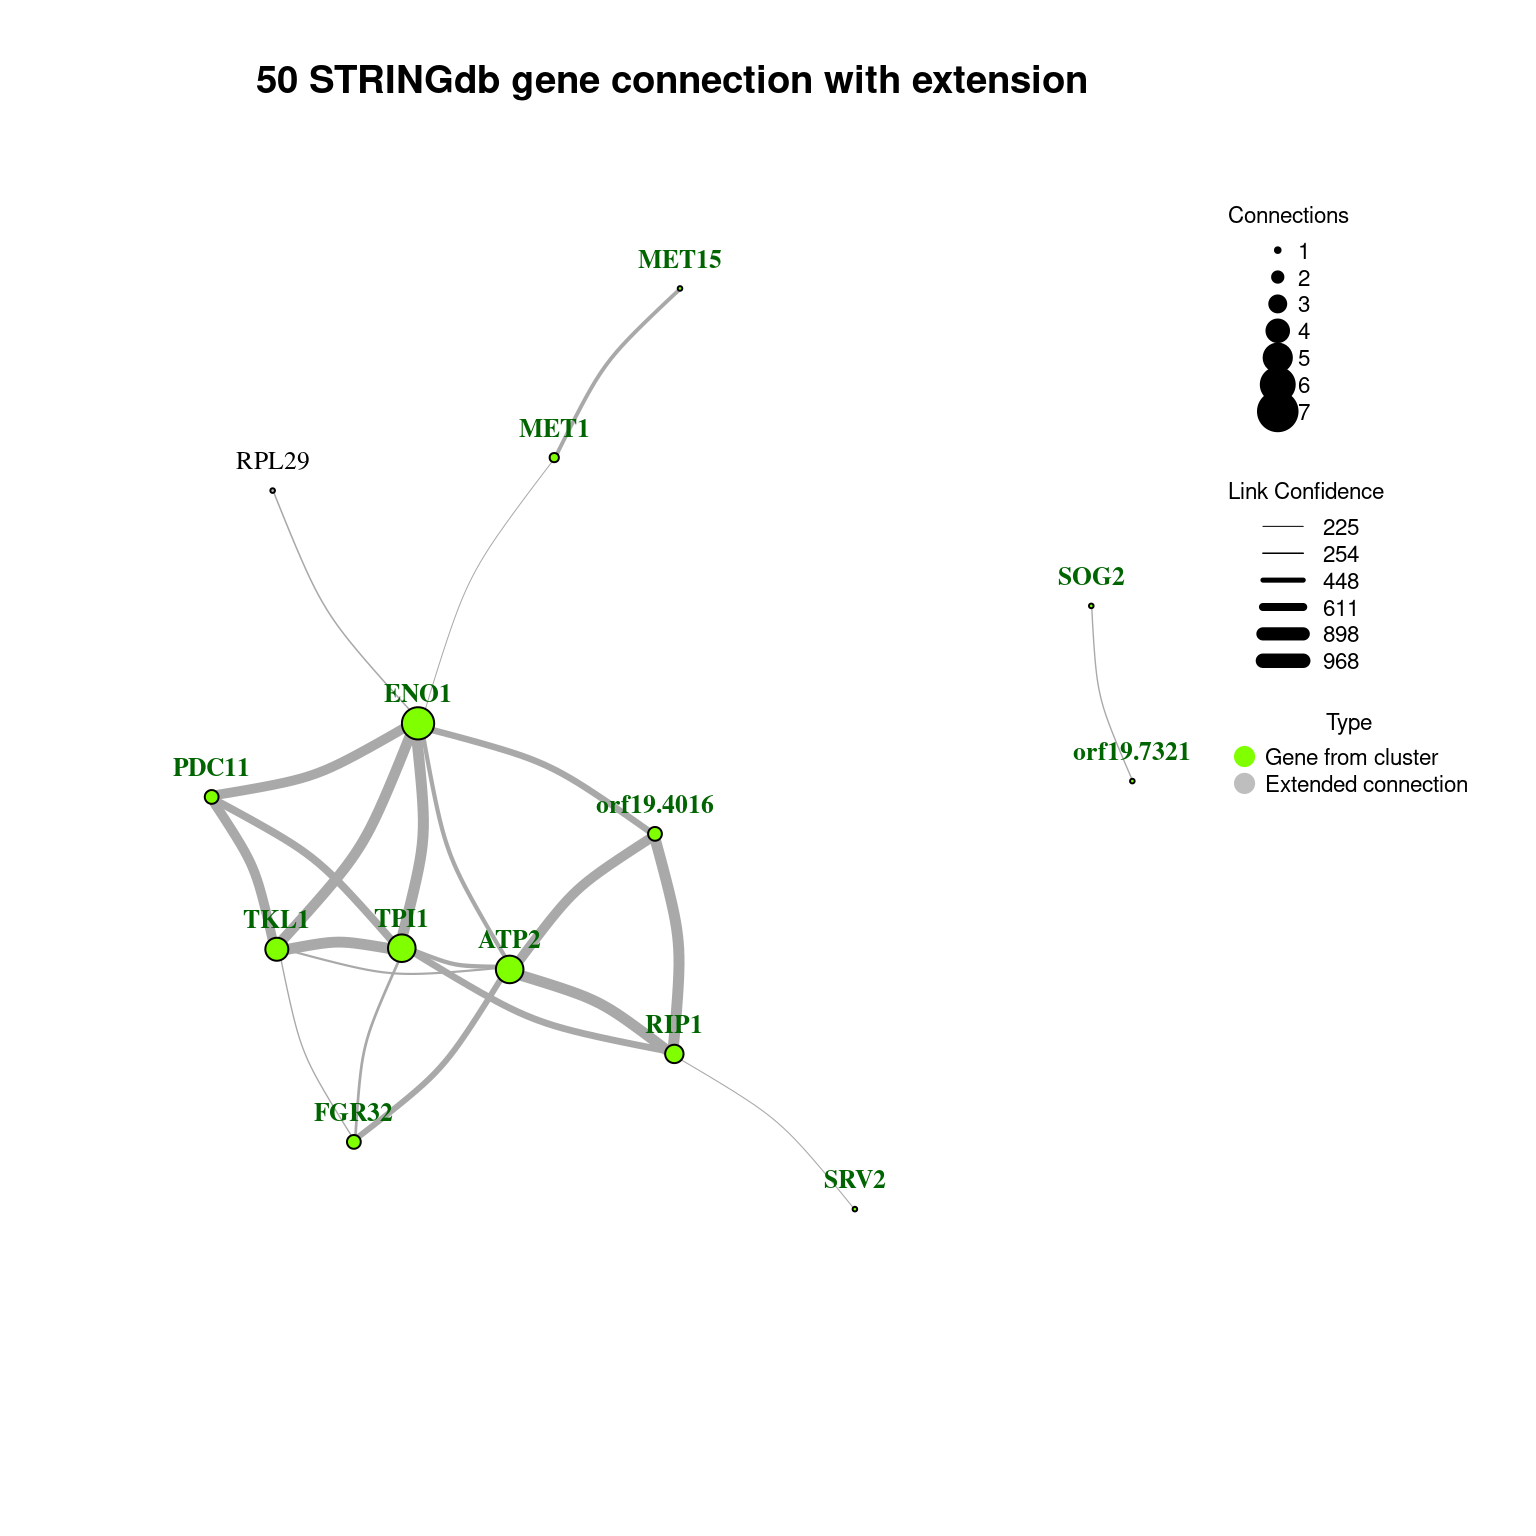 50 STRINGdb gene connection with extension
Connections
1
2
3
4
5
6
7
Link Confidence
225
254
448
611
898
968
Type
Gene from cluster
Extended connection
MET15
MET1
RPL29
SOG2
ENO1
orf19.7321
PDC11
orf19.4016
TKL1
TPI1
ATP2
RIP1
FGR32
SRV2